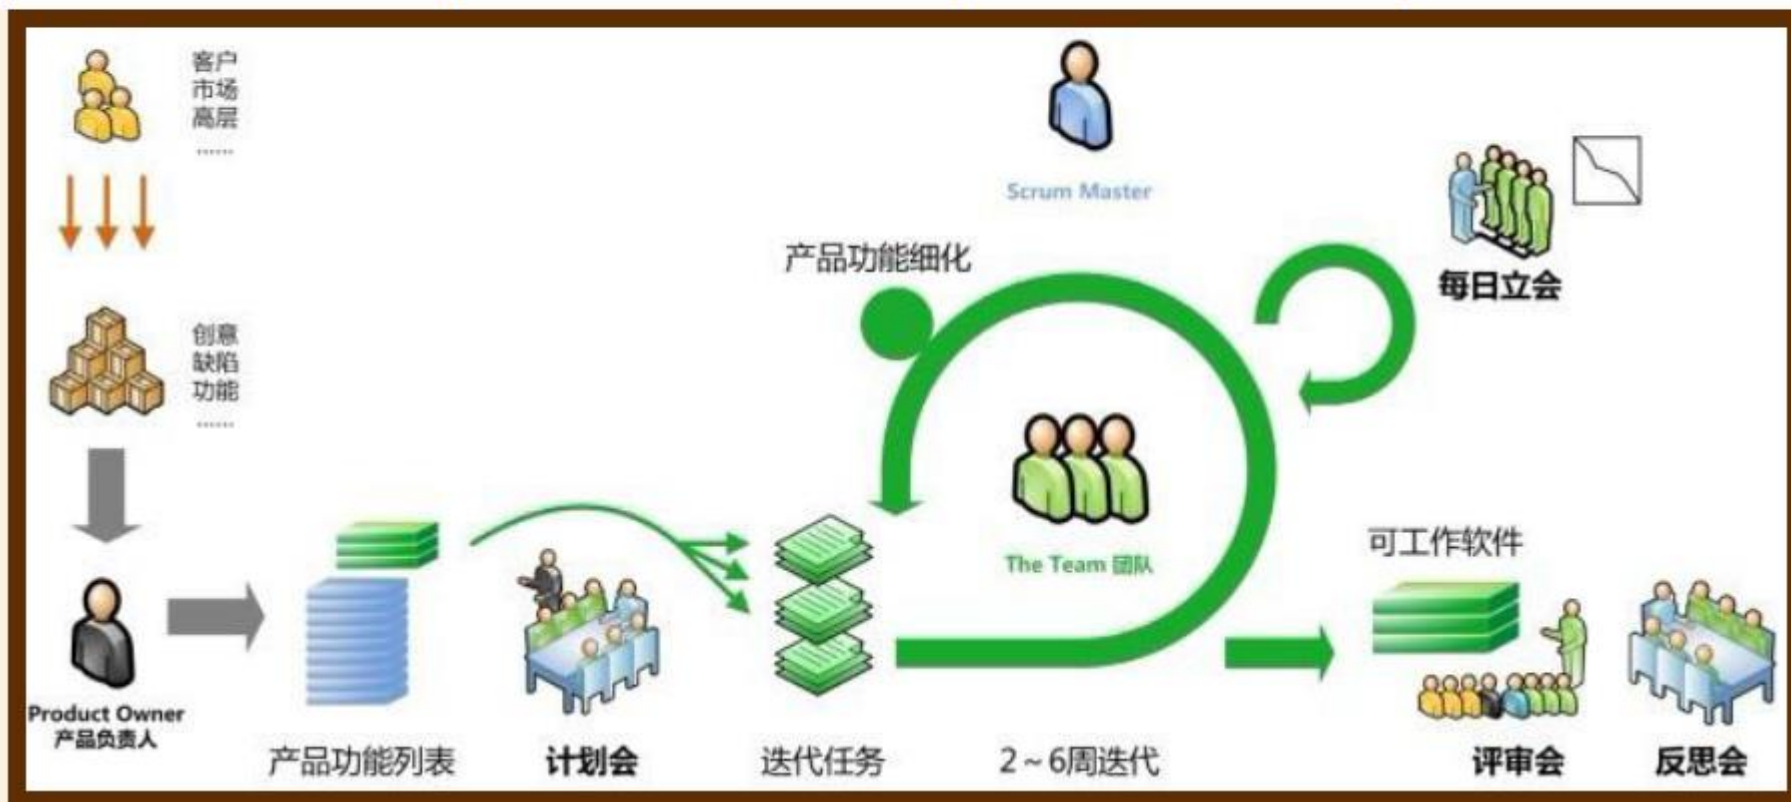 客户
市场
高层
......
创意
缺陷
功能
......
Product Owner
产品负责人
产品功能列表
计划会
迭代任务
产品功能细化
Scrum Master
The Team 团队
2～6周迭代
每日立会
可工作软件
评审会
反思会